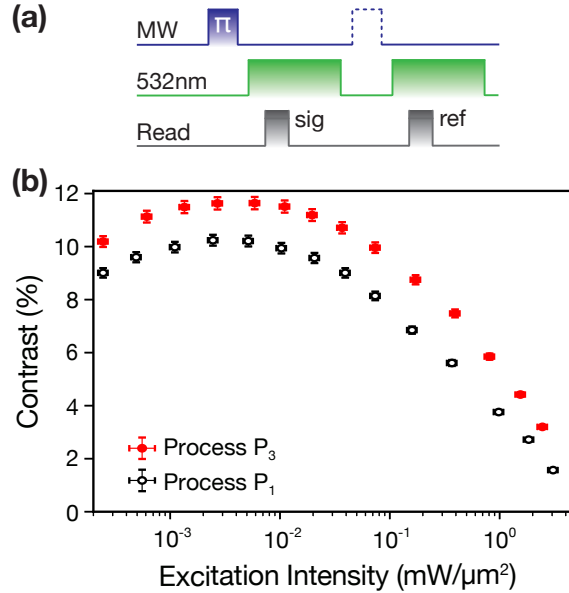 (a)
MW
π
532nm
Read
sig
ref
(b)
12
10
8
6
4
2
0
Contrast (%)
Process P₃
Process P₁
10⁻³
10⁻²
10⁻¹
10⁰
Excitation Intensity (mW/μm²)